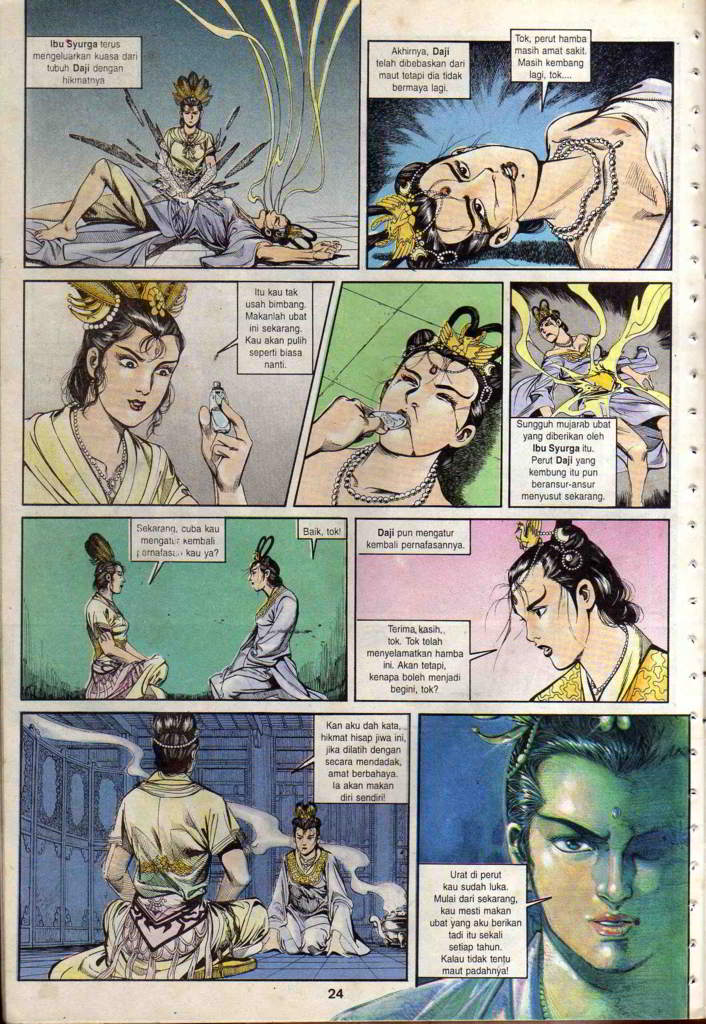 Ibu Syurga terus
mengeluarkan kuasa dari
tubuh Daji dengan
hikmatnya
Akhirnya, Daji
telah dibebaskan dari
maut tetapi dia tidak
bermaya lagi.
Tok, perut hamba
masih amat sakit.
Masih kembang
lagi, tok....
Itu kau tak
usah bimbang.
Makanlah ubat
ini sekarang.
Kau akan pulih
seperti biasa
nanti.
Sungguh mujarab ubat
yang diberikan oleh
Ibu Syurga itu.
Perut Daji yang
kembung itu pun
beransur-ansur
menyusut sekarang.
Sekarang, cuba kau
mengatur kembali
pernafasan kau ya?
Baik, tok!
Daji pun mengatur
kembali pernafasannya.
Terima kasih,
tok. Tok telah
menyelamatkan hamba
ini. Akan tetapi,
kenapa boleh menjadi
begini, tok?
Kan aku dah kata,
hikmat hisap jiwa ini,
jika dilatih dengan
secara mendadak,
amat berbahaya.
Ia akan makan
diri sendiri!
Urat di perut
kau sudah luka.
Mulai dari sekarang,
kau mesti makan
ubat yang aku berikan
tadi itu sekali
setiap tahun.
Kalau tidak tentu
maut padahnya!
24